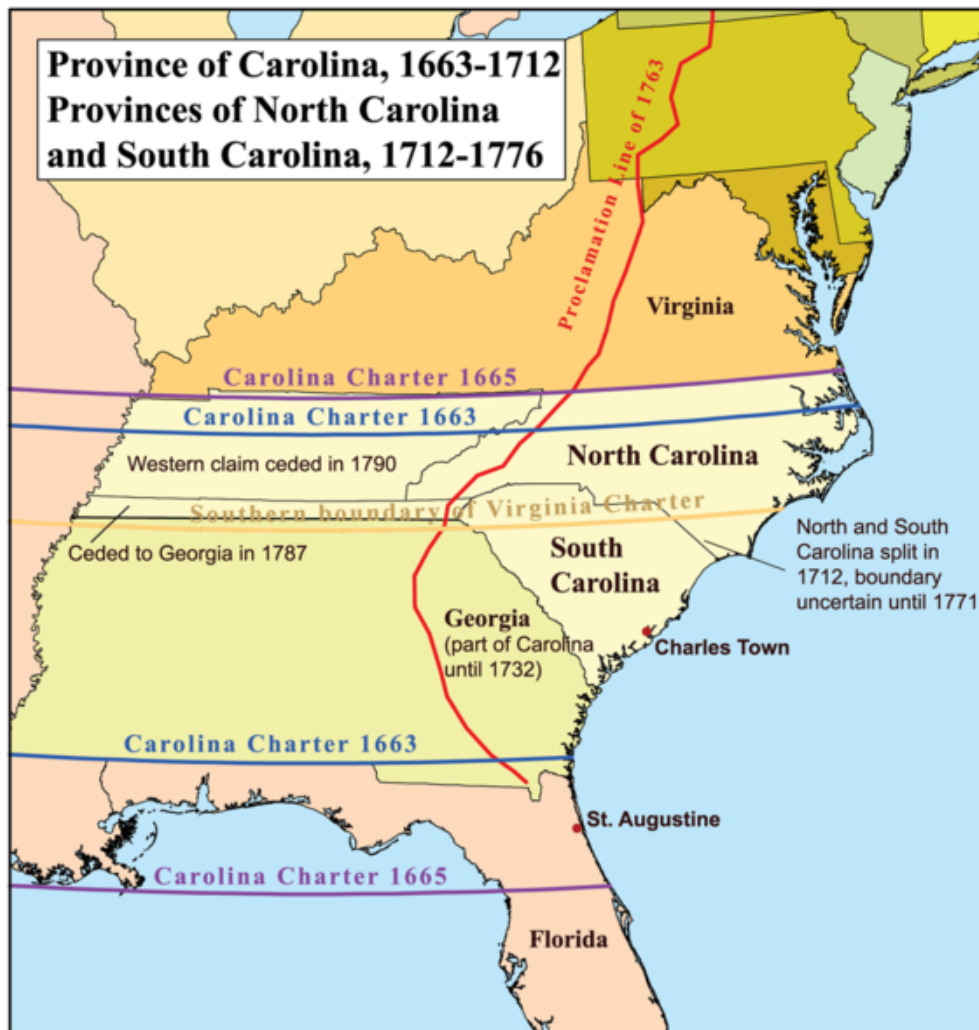 Province of Carolina, 1663-1712
Provinces of North Carolina
and South Carolina, 1712-1776
Proclamation Line of 1763
Virginia
Carolina Charter 1665
Carolina Charter 1663
Western claim ceded in 1790
North Carolina
Southern boundary of Virginia Charter
Ceded to Georgia in 1787
South
Carolina
North and South
Carolina split in
1712, boundary
uncertain until 1771
Georgia
(part of Carolina
until 1732)
Charles Town
Carolina Charter 1663
St. Augustine
Carolina Charter 1665
Florida